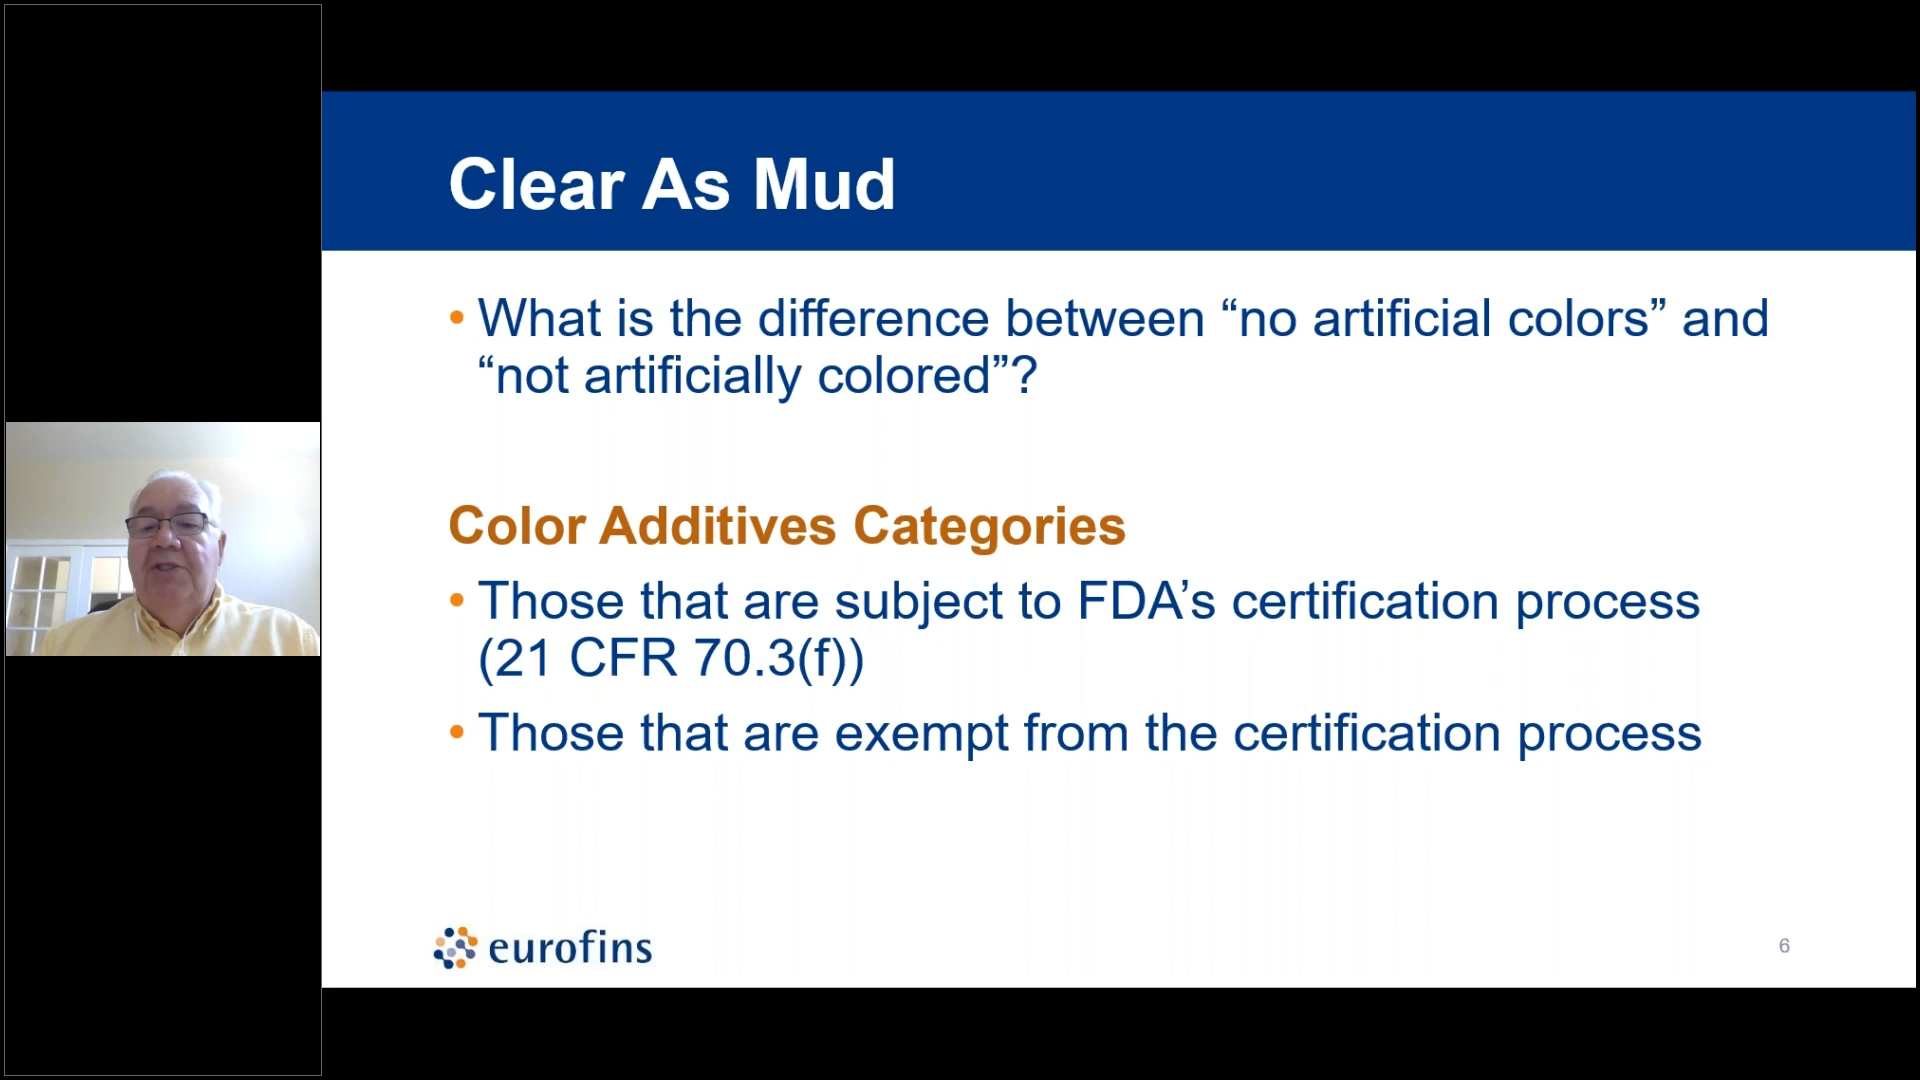 Clear As Mud
• What is the difference between “no artificial colors” and
“not artificially colored”?
Color Additives Categories
• Those that are subject to FDA’s certification process
(21 CFR 70.3(f))
• Those that are exempt from the certification process
eurofins
6